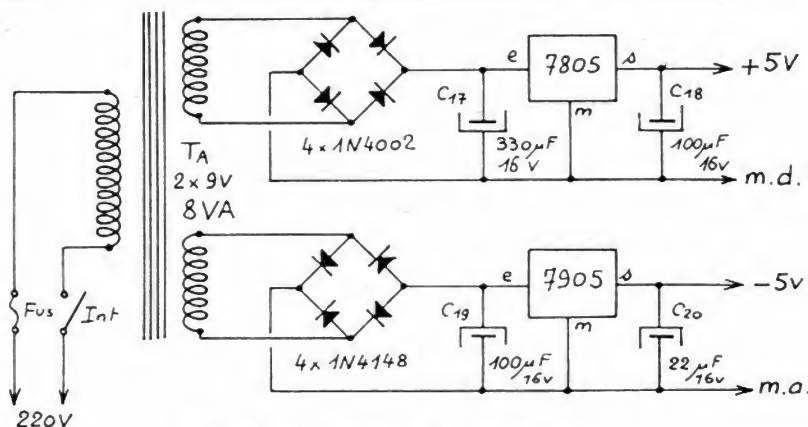 e
7805
s
+5V
C17
m
C18
4 x 1N4002
330µF
16V
100µF
16V
TA
2 x 9V
8VA
m.d.
e
7905
s
-5V
Fus
Int
C19
m
C20
4 x 1N4148
100µF
16V
22µF
16V
m.a.
220V